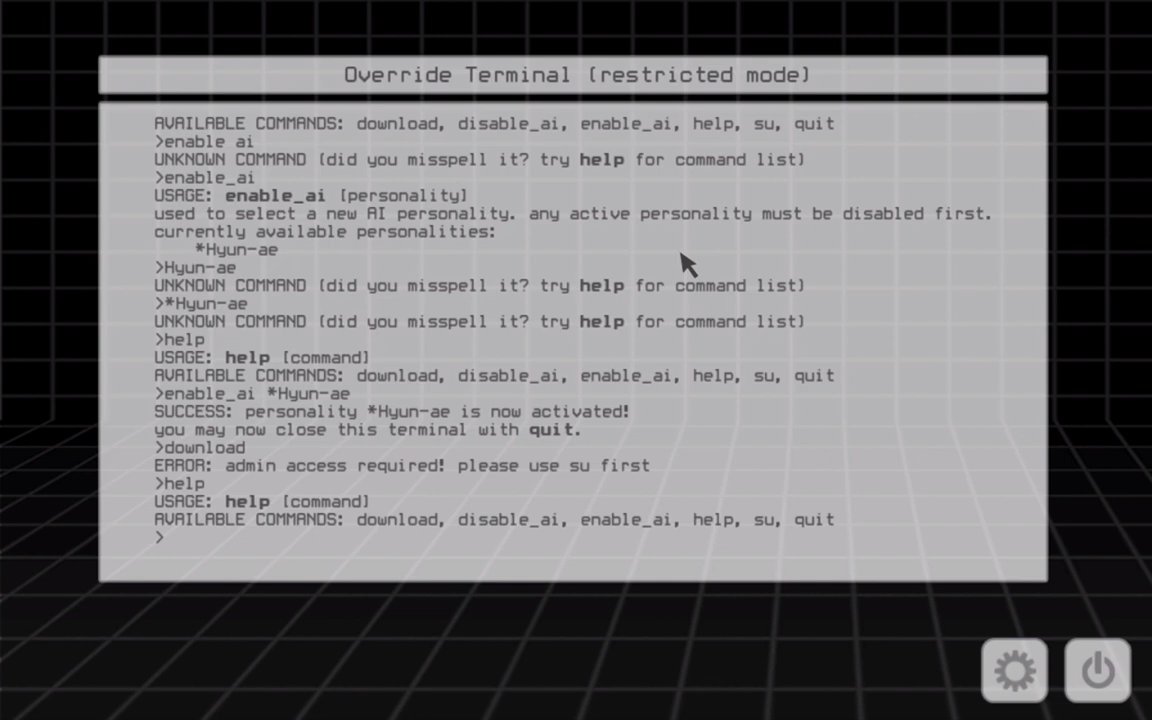 Override Terminal (restricted mode)
AVAILABLE COMMANDS: download, disable_ai, enable_ai, help, su, quit
>enable ai
UNKNOWN COMMAND (did you misspell it? try help for command list)
>enable_ai
USAGE: enable_ai [personality]
used to select a new AI personality. any active personality must be disabled first.
currently available personalities:
*Hyun-ae
>Hyun-ae
UNKNOWN COMMAND (did you misspell it? try help for command list)
>*Hyun-ae
UNKNOWN COMMAND (did you misspell it? try help for command list)
>help
USAGE: help [command]
AVAILABLE COMMANDS: download, disable_ai, enable_ai, help, su, quit
>enable_ai *Hyun-ae
SUCCESS: personality *Hyun-ae is now activated!
you may now close this terminal with quit.
>download
ERROR: admin access required! please use su first
>help
USAGE: help [command]
AVAILABLE COMMANDS: download, disable_ai, enable_ai, help, su, quit
>